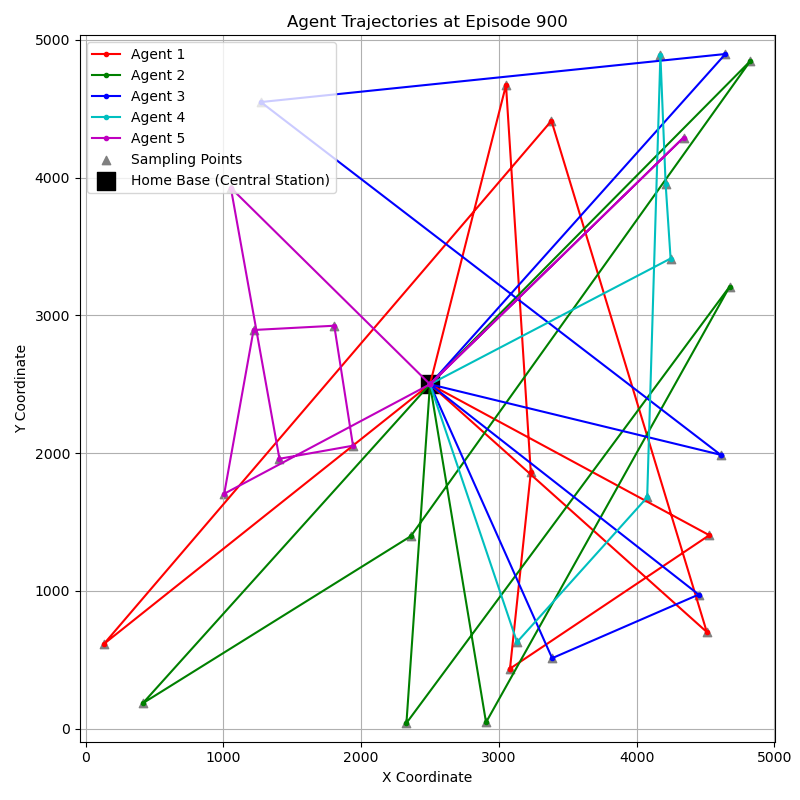 Agent Trajectories at Episode 900
Agent 1
Agent 2
Agent 3
Agent 4
Agent 5
Sampling Points
Home Base (Central Station)
5000
4000
3000
2000
1000
0
Y Coordinate
0 1000 2000 3000 4000 5000
X Coordinate